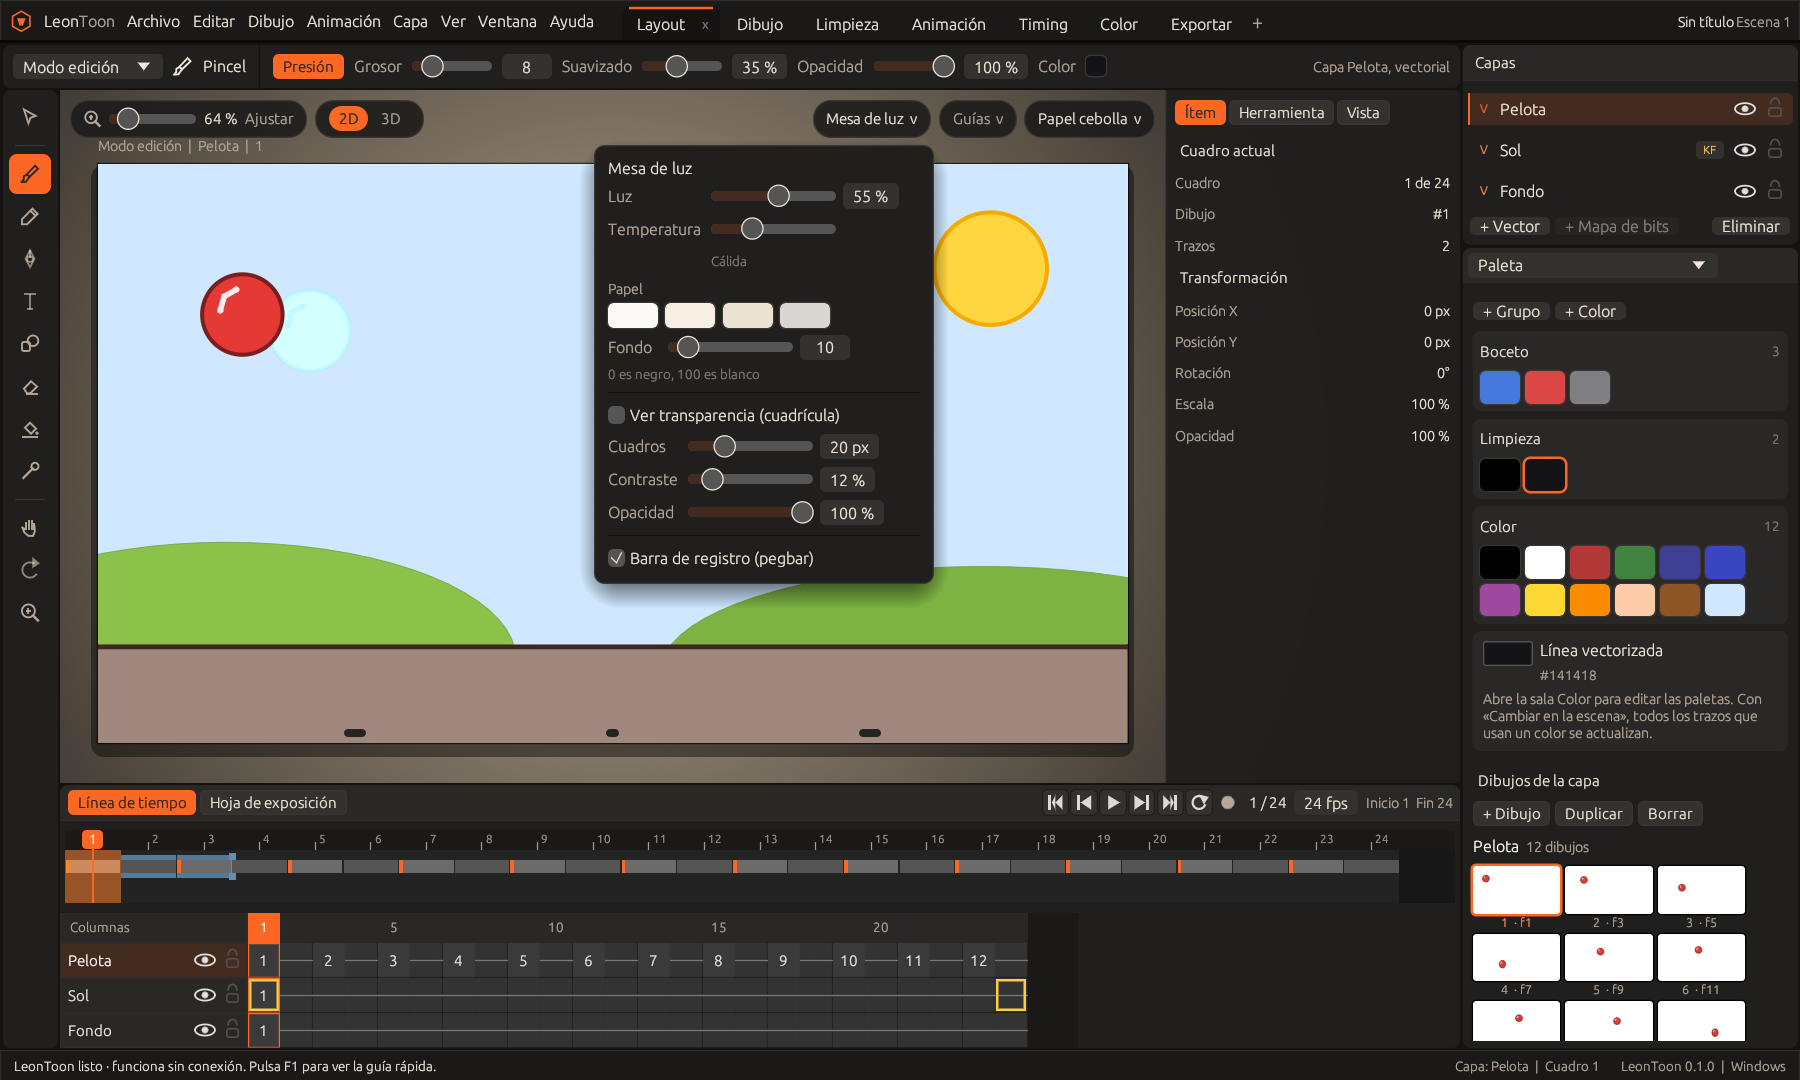 LeonToon Archivo Editar Dibujo Animación Capa Ver Ventana Ayuda Layout x Dibujo Limpieza Animación Timing Color Exportar + Sin título Escena 1
Modo edición Pincel Presión Grosor 8 Suavizado 35 % Opacidad 100 % Color Capa Pelota, vectorial
64 % Ajustar 2D 3D Mesa de luz v Guías v Papel cebolla v
Modo edición | Pelota | 1
Mesa de luz
Luz 55 %
Temperatura
Cálida
Papel
Fondo 10
0 es negro, 100 es blanco
Ver transparencia (cuadrícula)
Cuadros 20 px
Contraste 12 %
Opacidad 100 %
Barra de registro (pegbar)
Ítem Herramienta Vista
Cuadro actual
Cuadro 1 de 24
Dibujo #1
Trazos 2
Transformación
Posición X 0 px
Posición Y 0 px
Rotación 0°
Escala 100 %
Opacidad 100 %
Capas
V Pelota
V Sol KF
V Fondo
+ Vector + Mapa de bits Eliminar
Paleta
+ Grupo + Color
Boceto 3
Limpieza 2
Color 12
Línea vectorizada
#141418
Abre la sala Color para editar las paletas. Con
«Cambiar en la escena», todos los trazos que
usan un color se actualizan.
Dibujos de la capa
+ Dibujo Duplicar Borrar
Pelota 12 dibujos
1 · f1 2 · f3 3 · f5
4 · f7 5 · f9 6 · f11
Línea de tiempo Hoja de exposición 1 / 24 24 fps Inicio 1 Fin 24
1 2 3 4 5 6 7 8 9 10 11 12 13 14 15 16 17 18 19 20 21 22 23 24
Columnas 1 5 10 15 20
Pelota 1 2 3 4 5 6 7 8 9 10 11 12
Sol 1
Fondo 1
LeonToon listo · funciona sin conexión. Pulsa F1 para ver la guía rápida. Capa: Pelota | Cuadro 1 LeonToon 0.1.0 | Windows